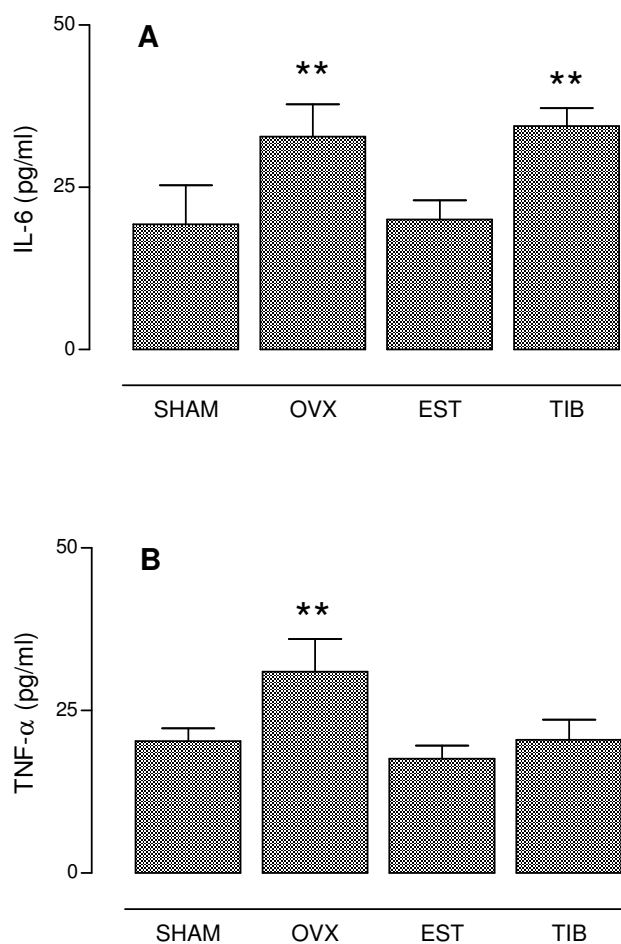 50
A
**
**
IL-6 (pg/ml)
25
0
SHAM OVX EST TIB
50
B
**
TNF-α (pg/ml)
25
0
SHAM OVX EST TIB